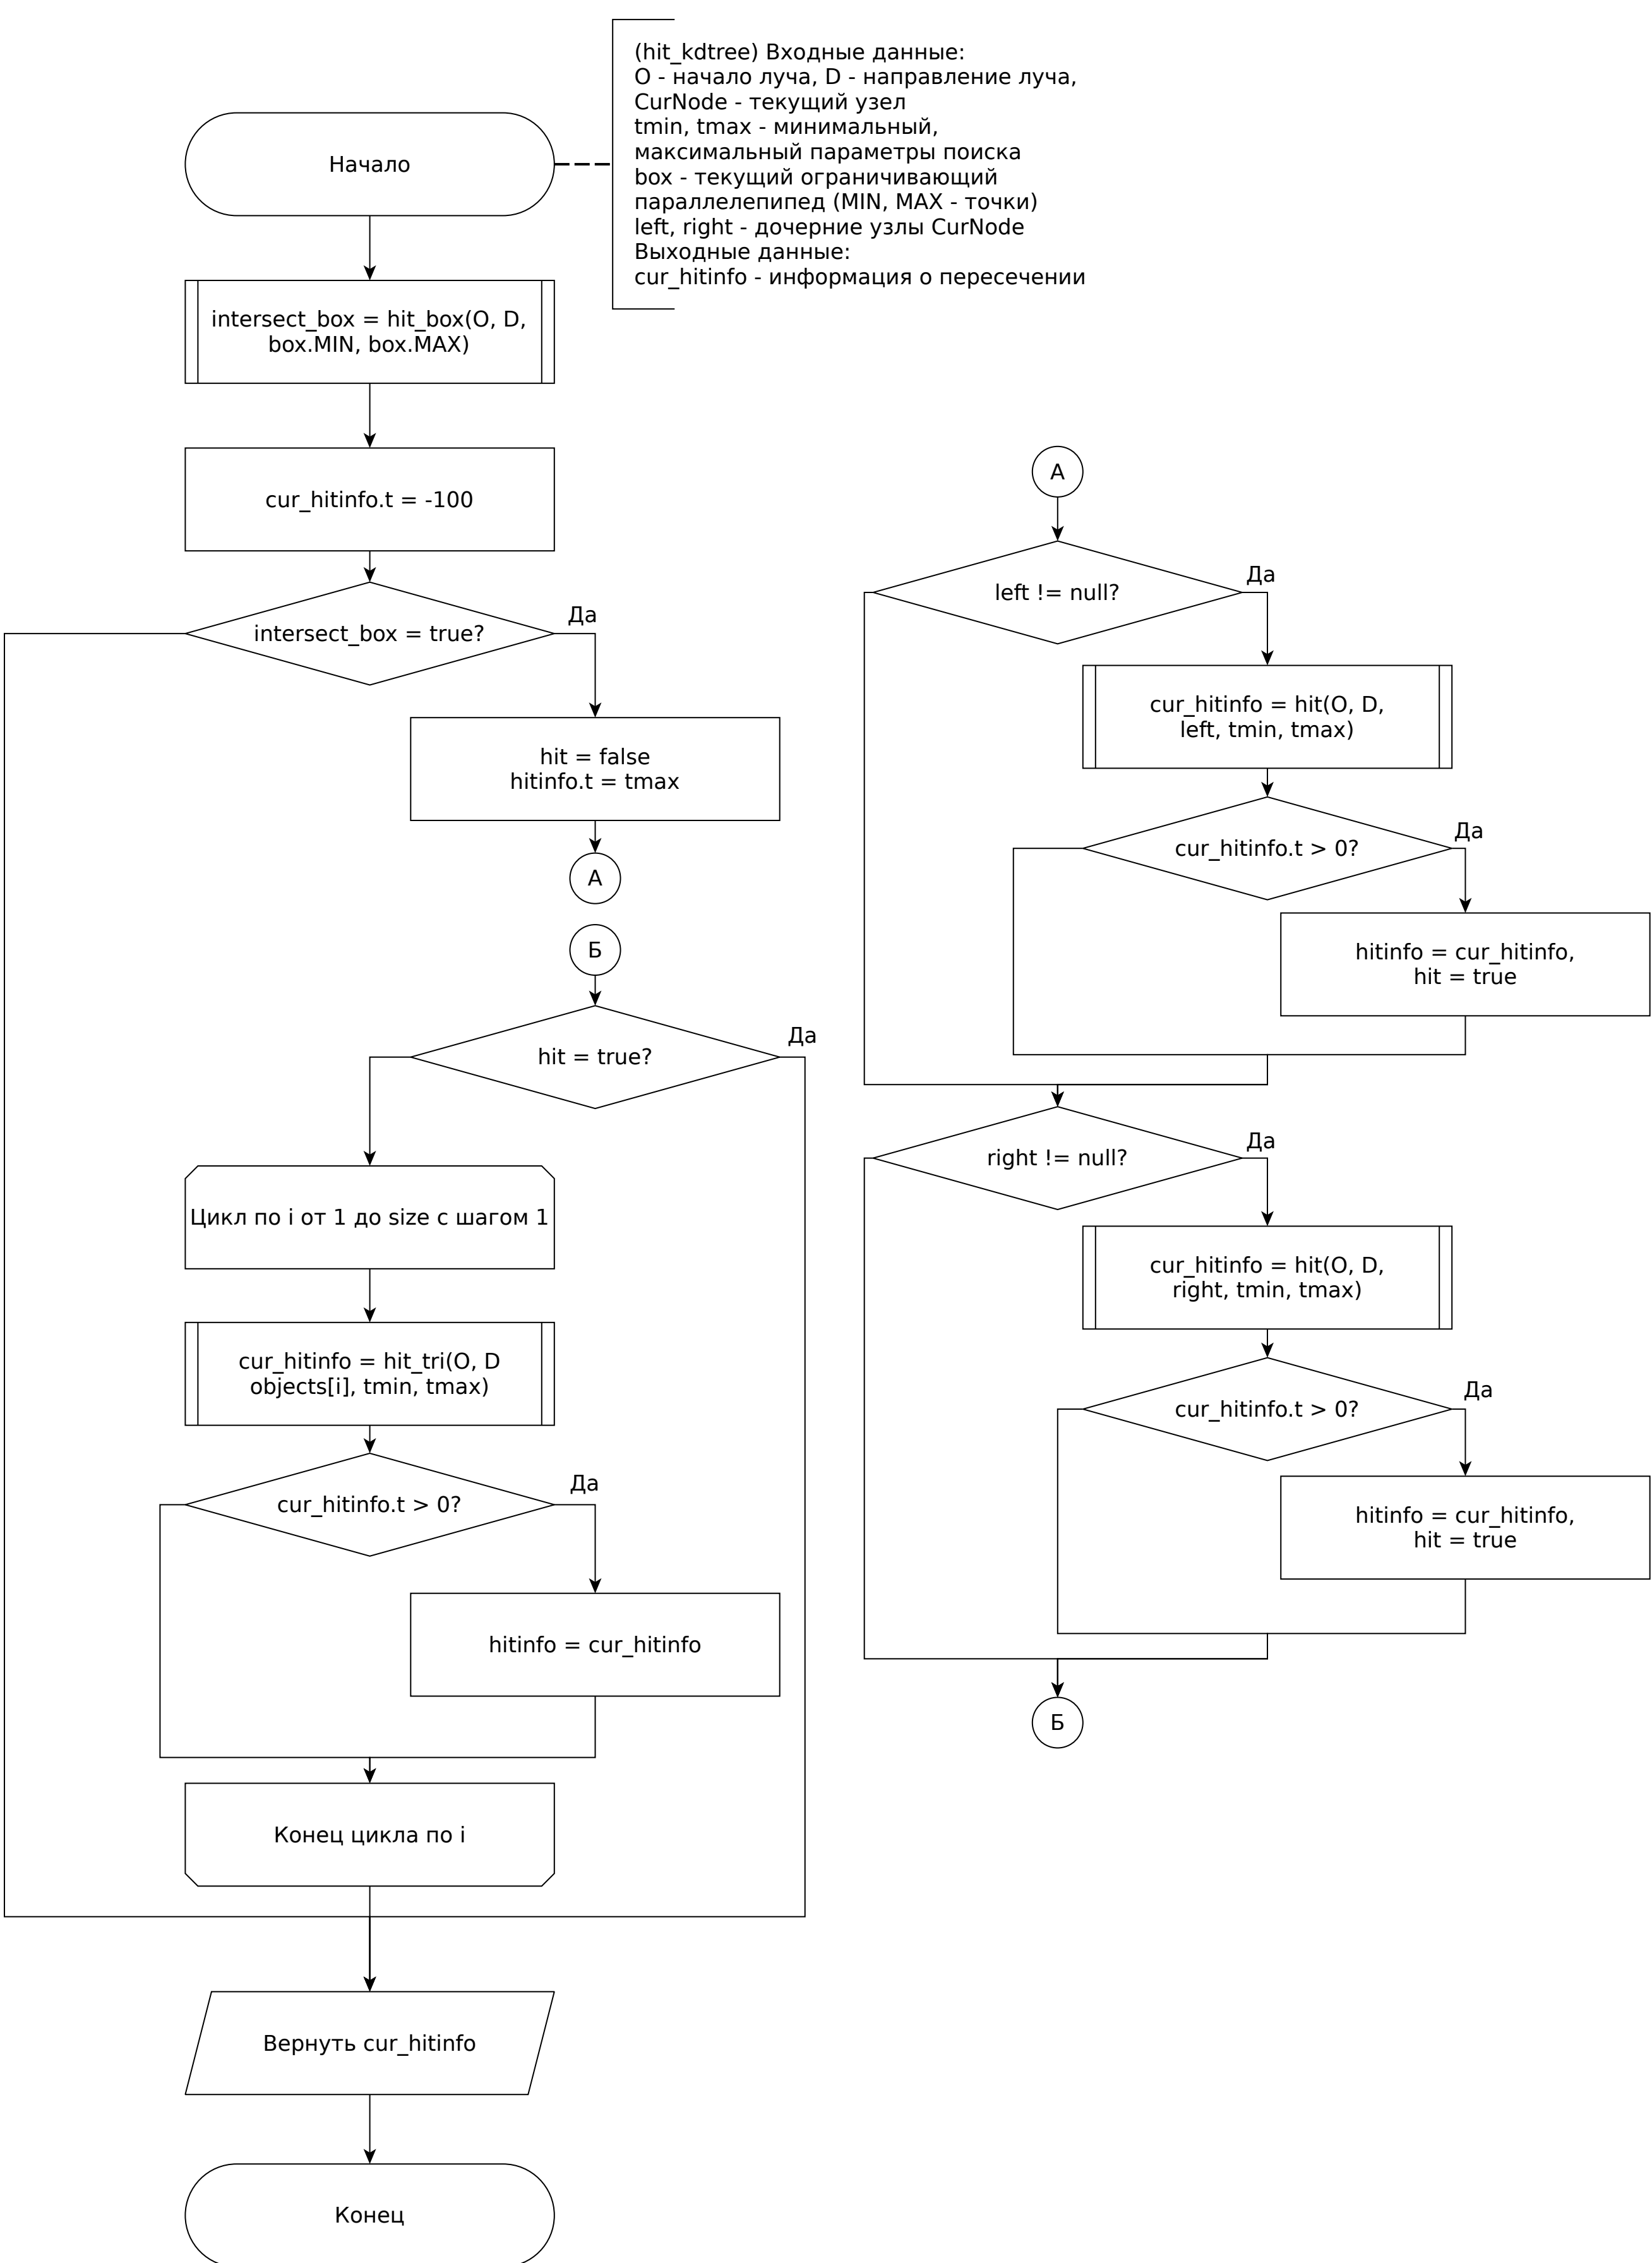 (hit_kdtree) Входные данные:
O - начало луча, D - направление луча,
CurNode - текущий узел
tmin, tmax - минимальный,
максимальный параметры поиска
box - текущий ограничивающий
параллелепипед (MIN, MAX - точки)
left, right - дочерние узлы CurNode
Выходные данные:
cur_hitinfo - информация о пересечении
Начало
intersect_box = hit_box(O, D,
box.MIN, box.MAX)
cur_hitinfo.t = -100
intersect_box = true?
Да
hit = false
hitinfo.t = tmax
А
Б
hit = true?
Да
Цикл по i от 1 до size с шагом 1
cur_hitinfo = hit_tri(O, D
objects[i], tmin, tmax)
cur_hitinfo.t > 0?
Да
hitinfo = cur_hitinfo
Конец цикла по i
Вернуть cur_hitinfo
Конец
А
left != null?
Да
cur_hitinfo = hit(O, D,
left, tmin, tmax)
cur_hitinfo.t > 0?
Да
hitinfo = cur_hitinfo,
hit = true
right != null?
Да
cur_hitinfo = hit(O, D,
right, tmin, tmax)
cur_hitinfo.t > 0?
Да
hitinfo = cur_hitinfo,
hit = true
Б